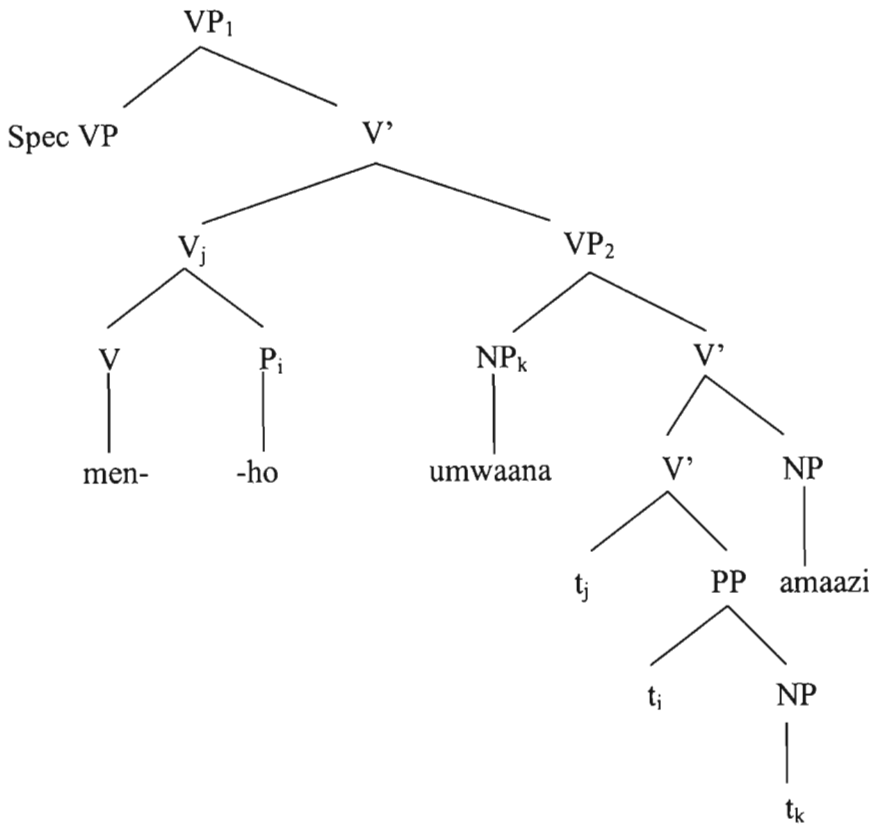 VP₁
Spec VP V’
Vⱼ VP₂
V Pᵢ NPₖ V’
men- -ho umwaana V’ NP
tⱼ PP amaazi
tᵢ NP
tₖ